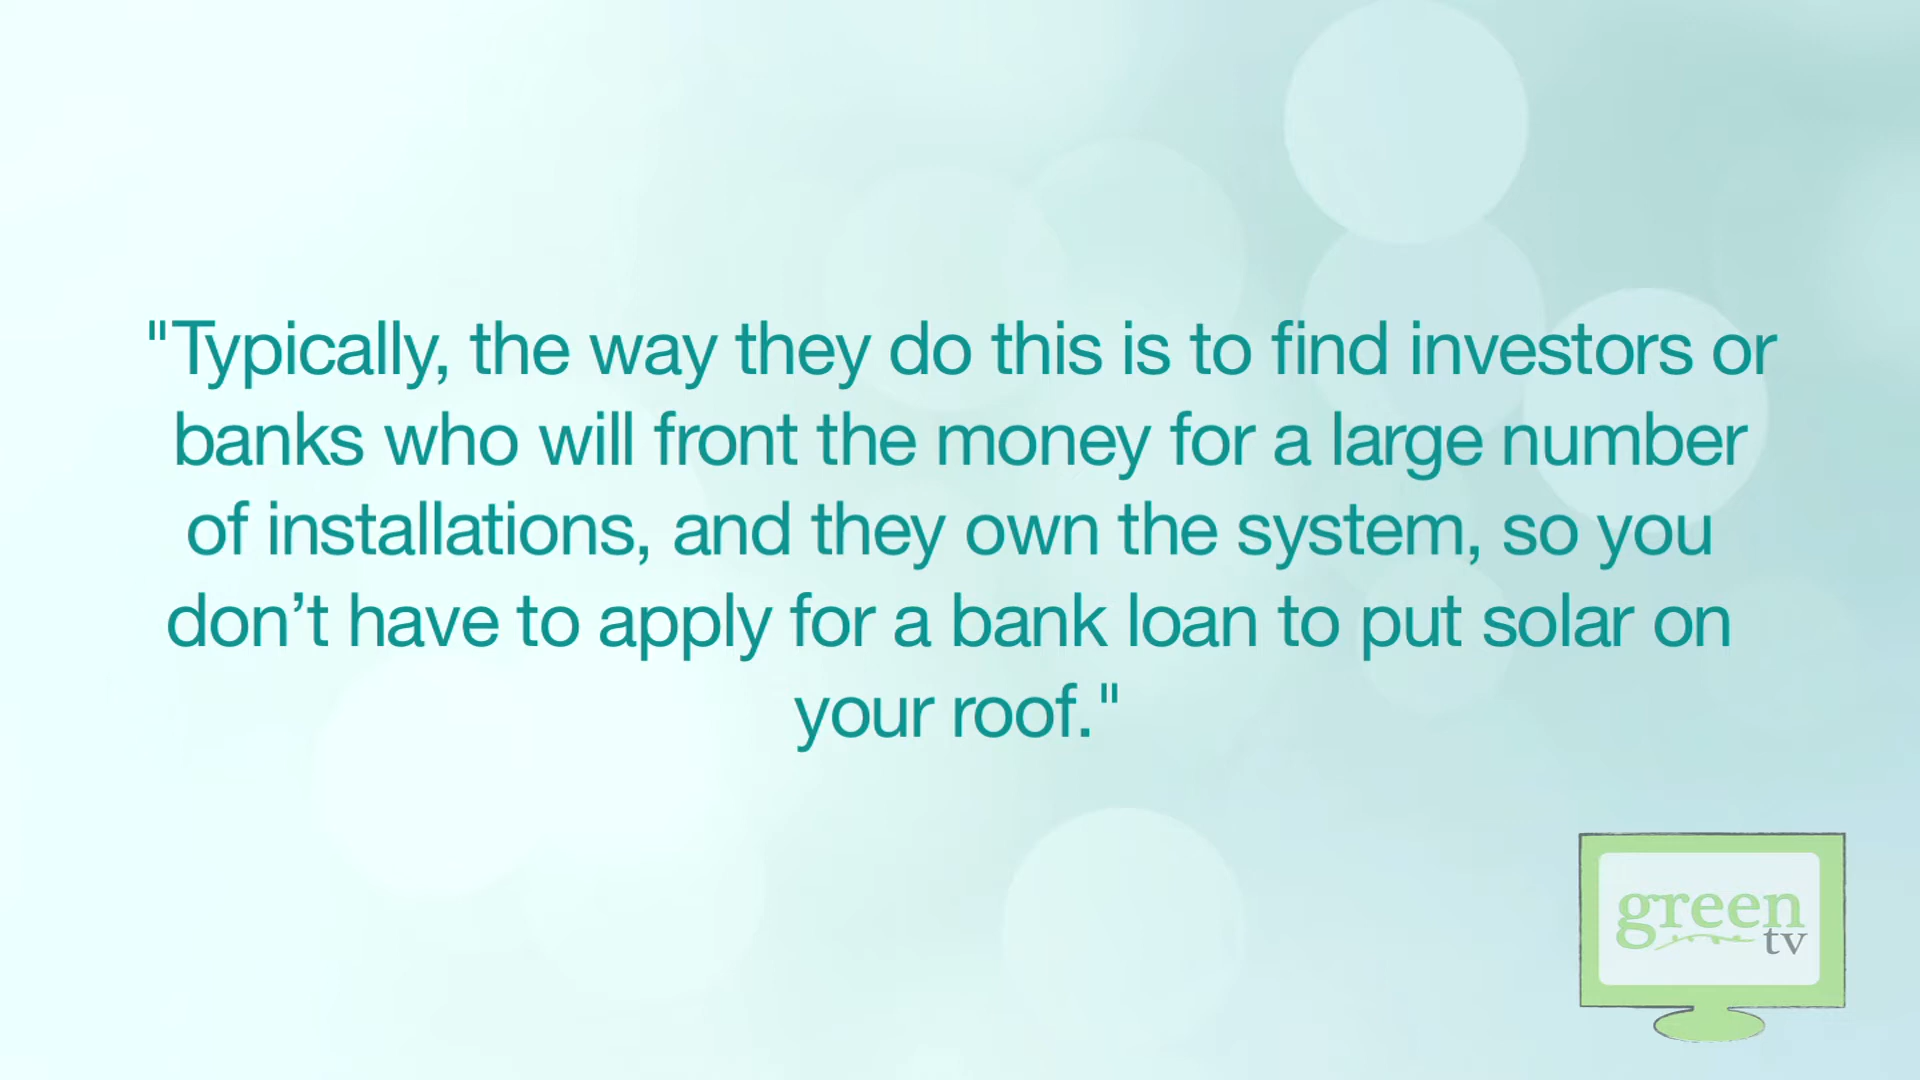 "Typically, the way they do this is to find investors or
banks who will front the money for a large number
of installations, and they own the system, so you
don’t have to apply for a bank loan to put solar on
your roof."
green
tv